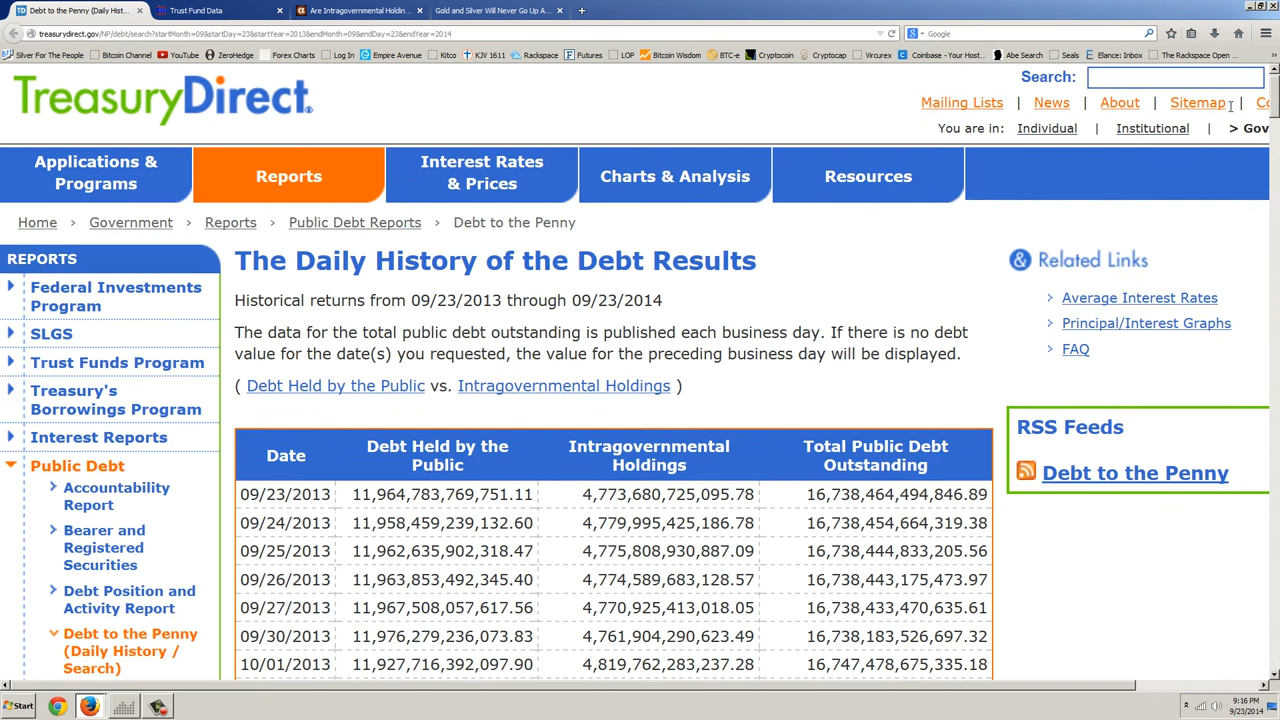 Debt to the Penny (Daily Hist...
Trust Fund Data
Are Intragovernmental Holdin...
Gold and Silver Will Never Go Up A...
treasurydirect.gov/NP/debt/search?startMonth=09&startDay=23&startYear=2013&endMonth=09&endDay=23&endYear=2014
Google
Silver For The People
Bitcoin Channel
YouTube
ZeroHedge
Forex Charts
Log In
Empire Avenue
Kitco
KJV 1611
Rackspace
Futures
LOP
Bitcoin Wisdom
BTC-e
Cryptocoin
Cryptocap
Vircurex
Coinbase - Your Host...
Abe Search
Seals
Elance: Inbox
The Rackspace Open ...
TreasuryDirect
Search:
Mailing Lists | News | About | Sitemap | Co
You are in: Individual | Institutional | > Gov
Applications & Programs
Reports
Interest Rates & Prices
Charts & Analysis
Resources
Home > Government > Reports > Public Debt Reports > Debt to the Penny
REPORTS
Federal Investments
Program
SLGS
Trust Funds Program
Treasury's
Borrowings Program
Interest Reports
Public Debt
Accountability
Report
Bearer and
Registered
Securities
Debt Position and
Activity Report
Debt to the Penny
(Daily History /
Search)
The Daily History of the Debt Results
Historical returns from 09/23/2013 through 09/23/2014
The data for the total public debt outstanding is published each business day. If there is no debt
value for the date(s) you requested, the value for the preceding business day will be displayed.
( Debt Held by the Public vs. Intragovernmental Holdings )
Date | Debt Held by the Public | Intragovernmental Holdings | Total Public Debt Outstanding
09/23/2013 11,964,783,769,751.11 4,773,680,725,095.78 16,738,464,494,846.89
09/24/2013 11,958,459,239,132.60 4,779,995,425,186.78 16,738,454,664,319.38
09/25/2013 11,962,635,902,318.47 4,775,808,930,887.09 16,738,444,833,205.56
09/26/2013 11,963,853,492,345.40 4,774,589,683,128.57 16,738,443,175,473.97
09/27/2013 11,967,508,057,617.56 4,770,925,413,018.05 16,738,433,470,635.61
09/30/2013 11,976,279,236,073.83 4,761,904,290,623.49 16,738,183,526,697.32
10/01/2013 11,927,716,392,097.90 4,819,762,283,237.28 16,747,478,675,335.18
& Related Links
Average Interest Rates
Principal/Interest Graphs
FAQ
RSS Feeds
Debt to the Penny
Start
9:16 PM
9/23/2014